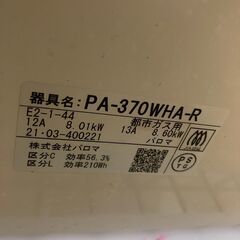 器具名：PA-370WHA-R
E2-1-44 都市ガス用
12A 8.01kW 13A 8.60kW
21・03-400221 パロマ
株式会社パロマ
区分C 効率56.3%
区分L 効率210Wh
PS
TG